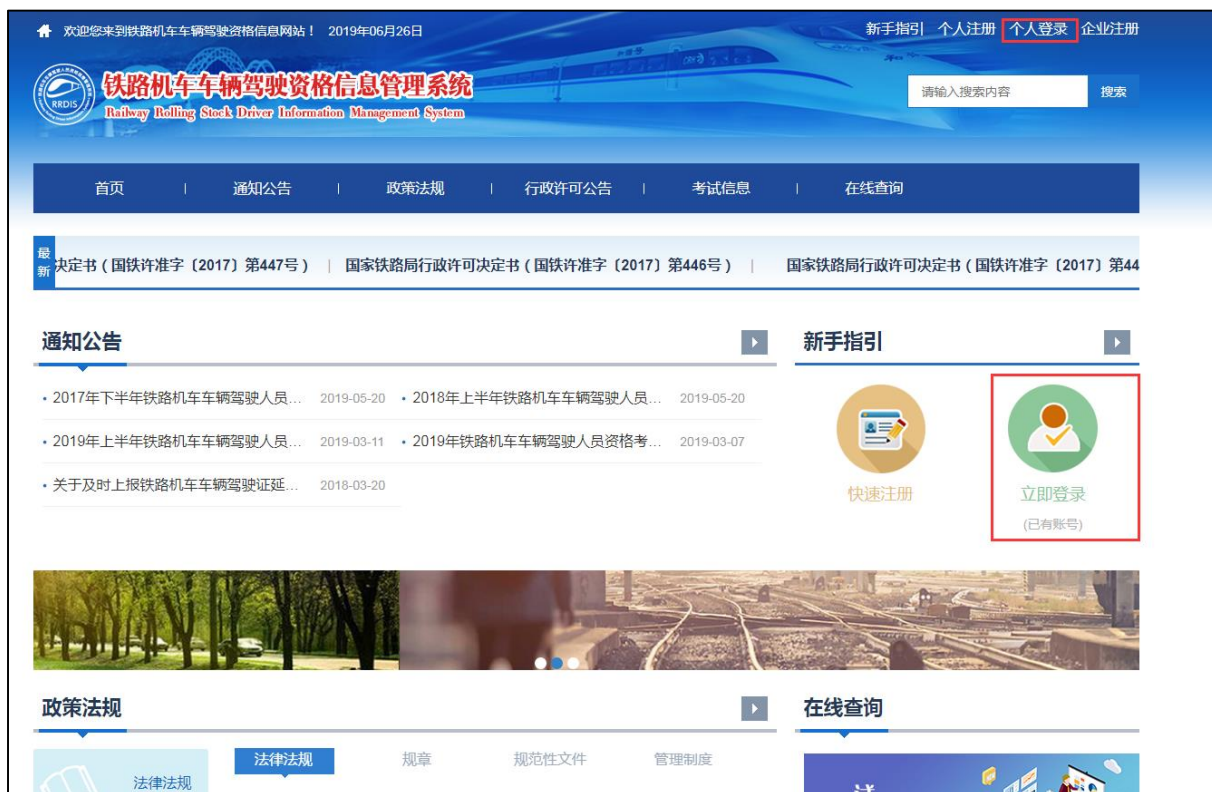 欢迎您来到铁路机车车辆驾驶资格信息网站！ 2019年06月26日
新手指引 个人注册 个人登录 企业注册
RRDIS
铁路机车车辆驾驶资格信息管理系统
Railway Rolling Stock Driver Information Management System
请输入搜索内容 搜索
首页 | 通知公告 | 政策法规 | 行政许可公告 | 考试信息 | 在线查询
最新
决定书（国铁许准字〔2017〕第447号） | 国家铁路局行政许可决定书（国铁许准字〔2017〕第446号） | 国家铁路局行政许可决定书（国铁许准字〔2017〕第44
通知公告
• 2017年下半年铁路机车车辆驾驶人员... 2019-05-20 • 2018年上半年铁路机车车辆驾驶人员... 2019-05-20
• 2019年上半年铁路机车车辆驾驶人员... 2019-03-11 • 2019年铁路机车车辆驾驶人员资格考... 2019-03-07
• 关于及时上报铁路机车车辆驾驶证延... 2018-03-20
新手指引
快速注册 立即登录
(已有账号)
政策法规
法律法规 规章 规范性文件 管理制度
法律法规
在线查询